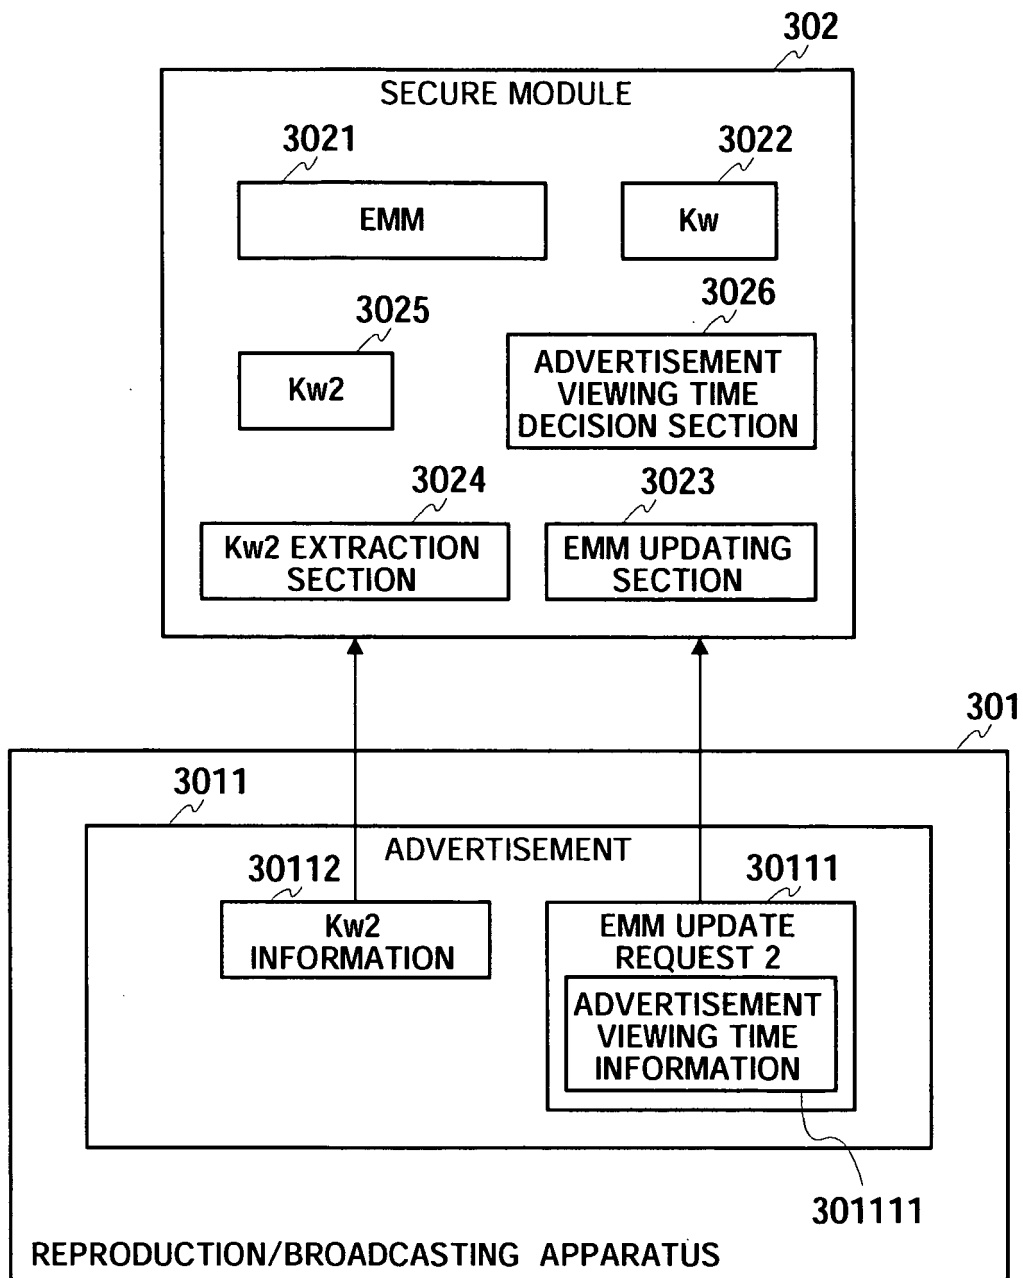 302
SECURE MODULE
3021
3022
EMM
Kw
3026
3025
ADVERTISEMENT
VIEWING TIME
DECISION SECTION
Kw2
3024
3023
Kw2 EXTRACTION
SECTION
EMM UPDATING
SECTION
301
3011
ADVERTISEMENT
30112
30111
Kw2
INFORMATION
EMM UPDATE
REQUEST 2
ADVERTISEMENT
VIEWING TIME
INFORMATION
301111
REPRODUCTION/BROADCASTING APPARATUS